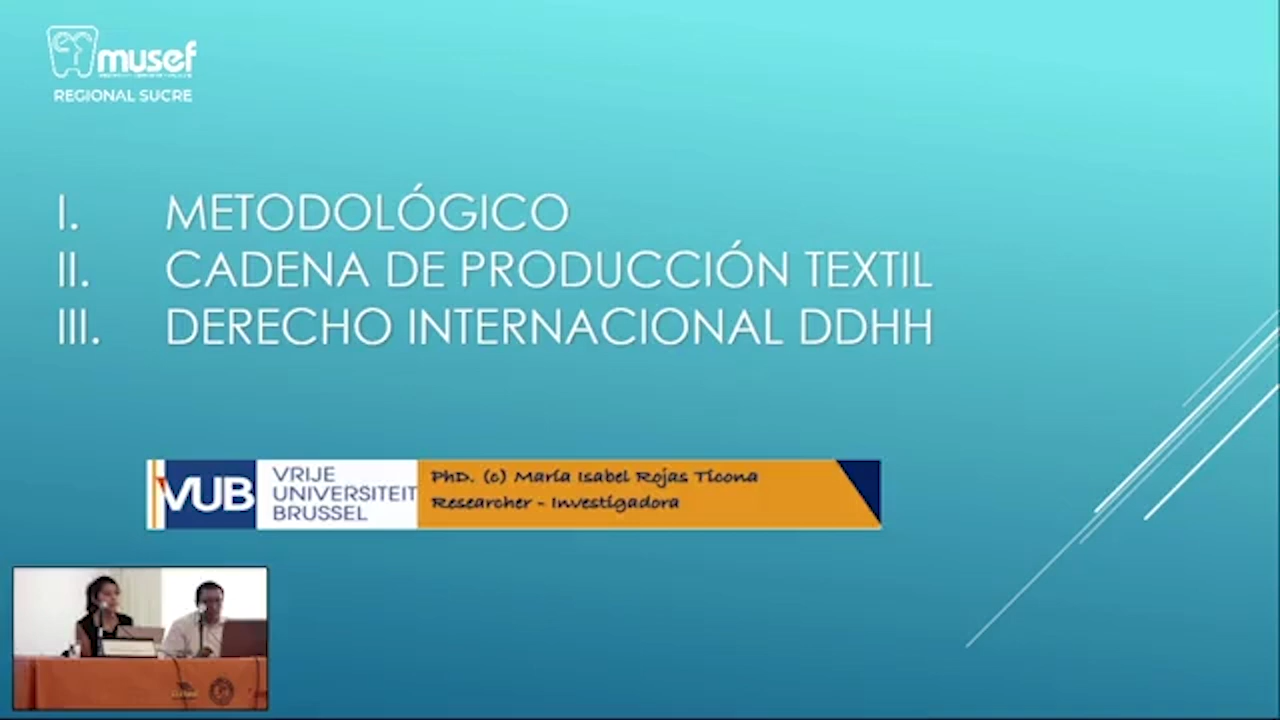 musef
REGIONAL SUCRE
I. METODOLÓGICO
II. CADENA DE PRODUCCIÓN TEXTIL
III. DERECHO INTERNACIONAL DDHH
VUB
VRIJE
UNIVERSITEIT
BRUSSEL
PhD. (c) María Isabel Rojas Ticona
Researcher - Investigadora